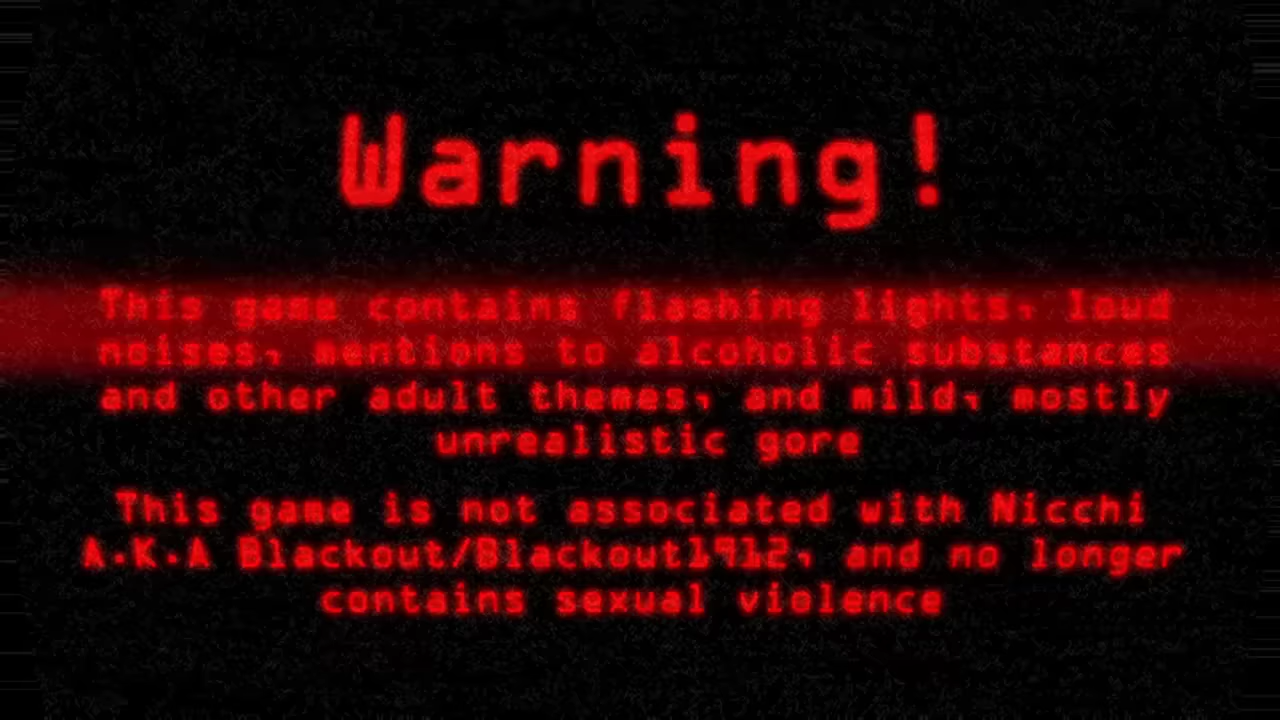 Warning!
This game contains flashing lights, loud
noises, mentions to alcoholic substances
and other adult themes, and mild, mostly
unrealistic gore
This game is not associated with Nicchi
A.K.A Blackout/Blackout1912, and no longer
contains sexual violence